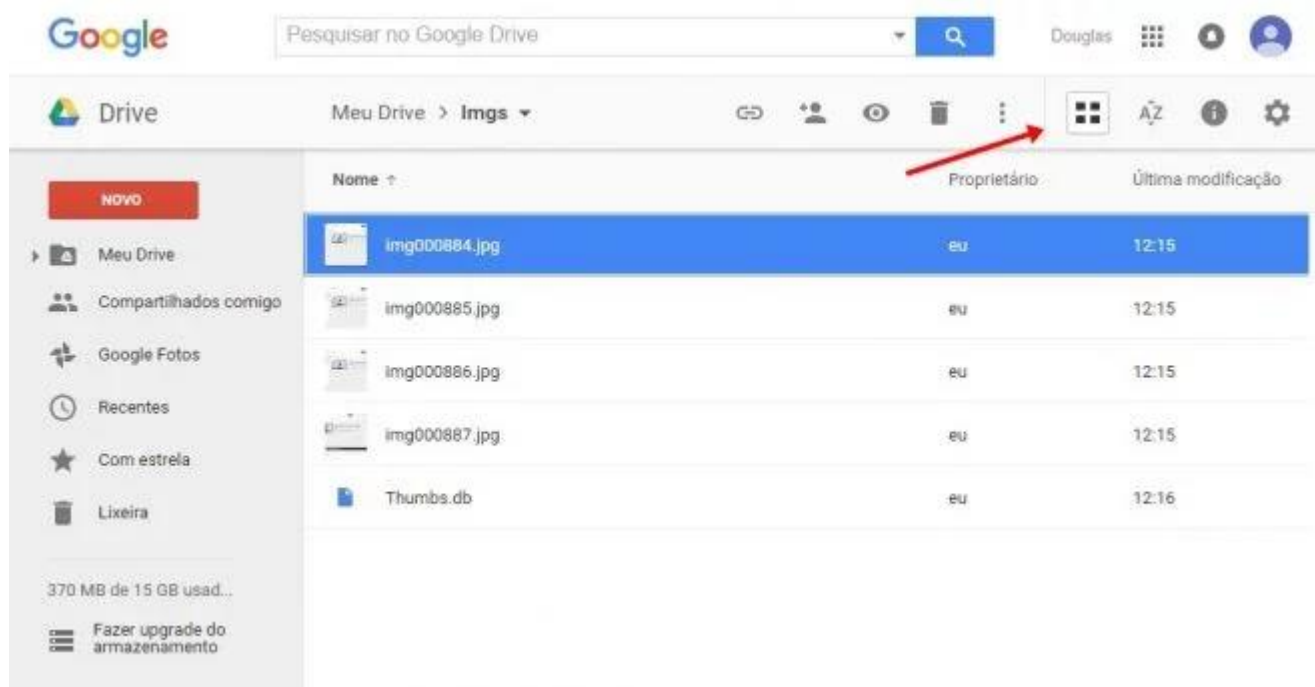 Google
Pesquisar no Google Drive
Douglas
Drive
Meu Drive > Imgs
AZ
NOVO
Meu Drive
Compartilhados comigo
Google Fotos
Recentes
Com estrela
Lixeira
370 MB de 15 GB usad...
Fazer upgrade do
armazenamento
Nome ↑ Proprietário Última modificação
img000884.jpg eu 12:15
img000885.jpg eu 12:15
img000886.jpg eu 12:15
img000887.jpg eu 12:15
Thumbs.db eu 12:16